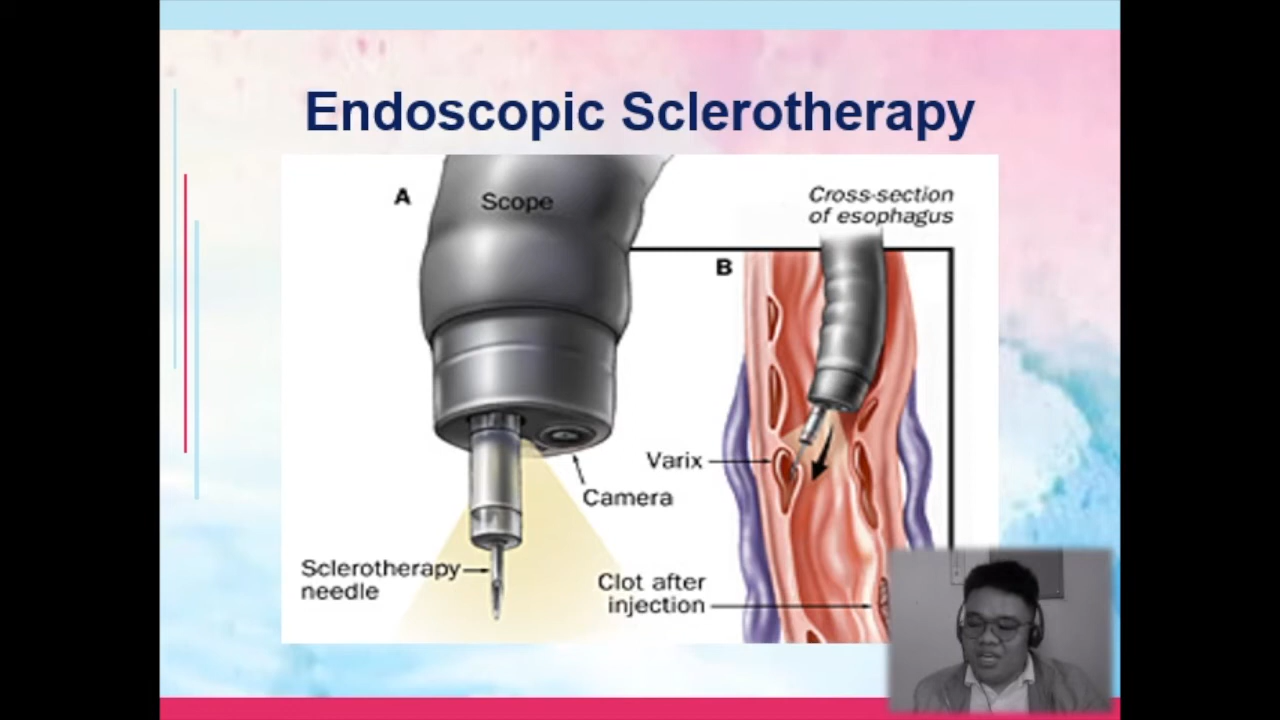 Endoscopic Sclerotherapy
A
Scope
Cross-section
of esophagus
B
Varix
Camera
Sclerotherapy
needle
Clot after
injection